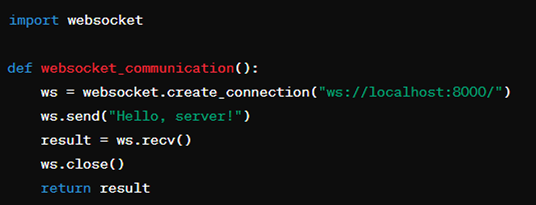 import websocket
def websocket_communication():
    ws = websocket.create_connection("ws://localhost:8000/")
    ws.send("Hello, server!")
    result = ws.recv()
    ws.close()
    return result